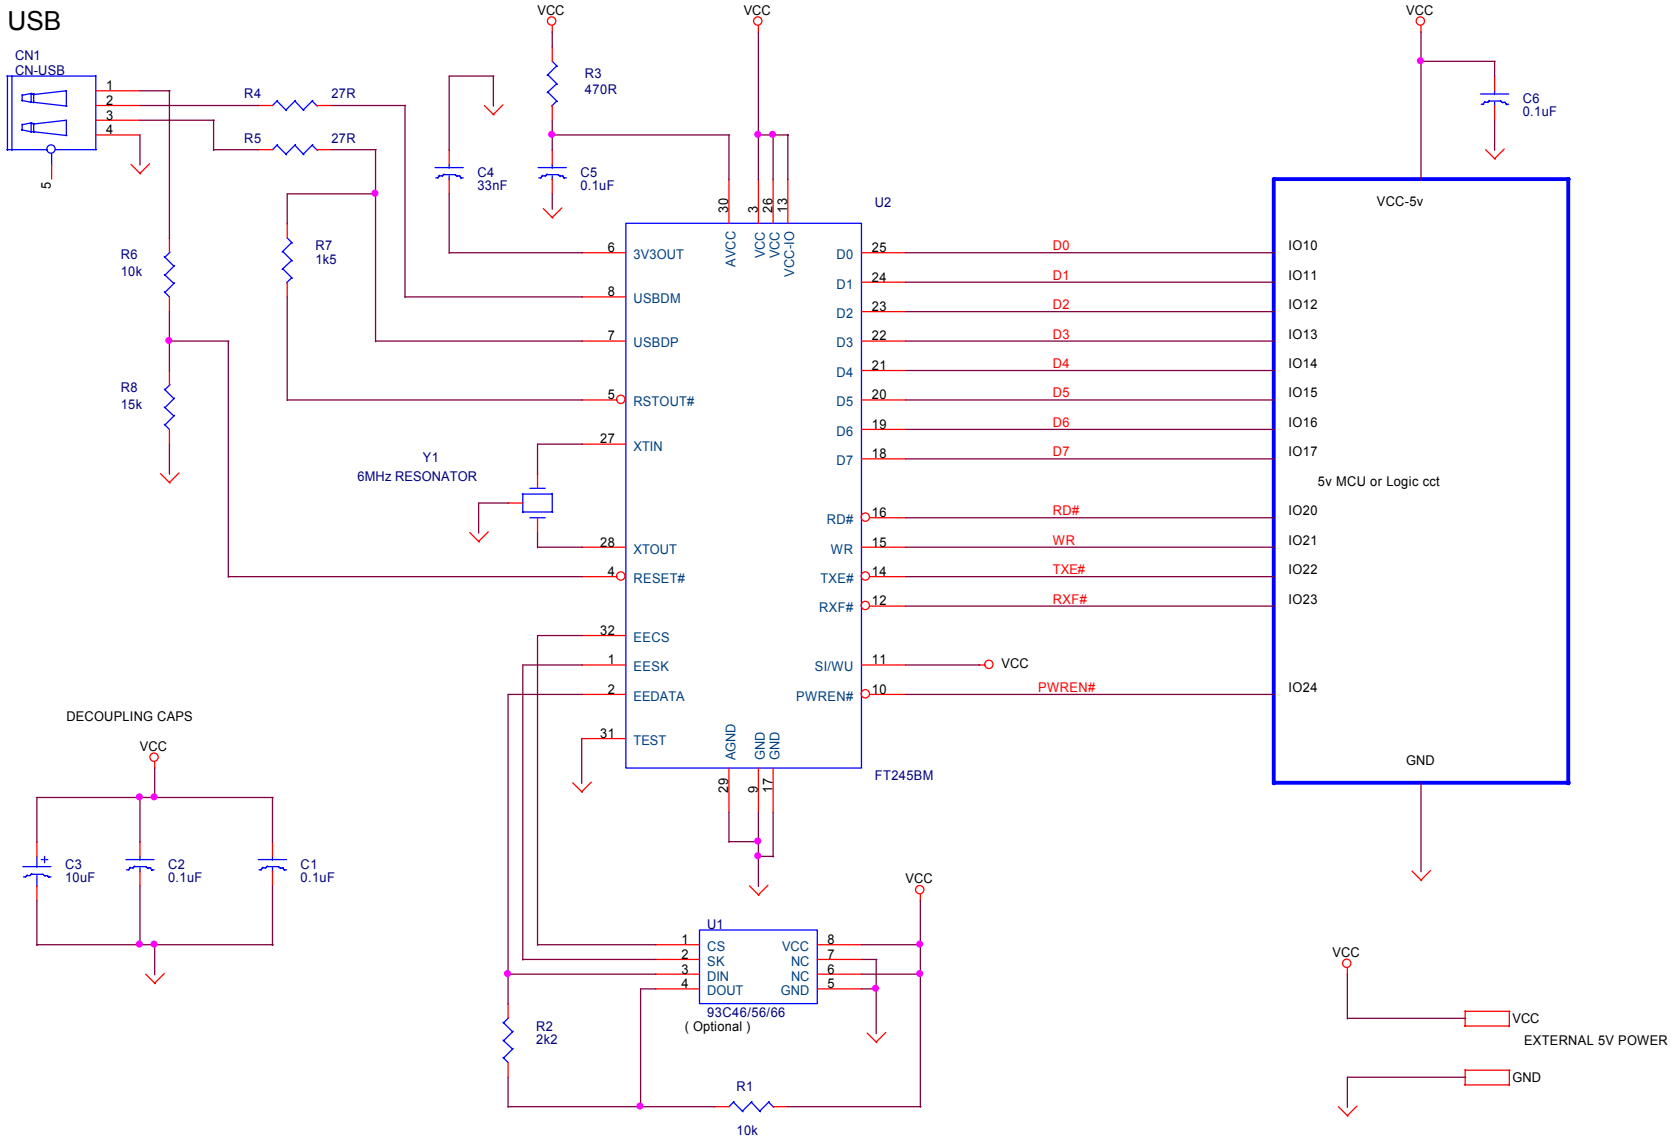 USB
CN1
CN-USB
1
2
3
4
5
R4
27R
R5
27R
R6
10k
R7
1k5
R8
15k
VCC
R3
470R
C4
33nF
C5
0.1uF
VCC
VCC
C6
0.1uF
Y1
6MHz RESONATOR
U2
30
3
26
13
AVCC
VCC
VCC
VCC-IO
6
3V3OUT
8
USBDM
7
USBDP
5
RSTOUT#
27
XTIN
28
XTOUT
4
RESET#
32
EECS
1
EESK
2
EEDATA
31
TEST
AGND
GND
GND
29
9
17
FT245BM
D0
25
D0
IO10
D1
24
D1
IO11
D2
23
D2
IO12
D3
22
D3
IO13
D4
21
D4
IO14
D5
20
D5
IO15
D6
19
D6
IO16
D7
18
D7
IO17
RD#
16
RD#
IO20
WR
15
WR
IO21
TXE#
14
TXE#
IO22
RXF#
12
RXF#
IO23
SI/WU
11
VCC
PWREN#
10
PWREN#
IO24
VCC-5v
5v MCU or Logic cct
GND
DECOUPLING CAPS
VCC
+
C3
10uF
C2
0.1uF
C1
0.1uF
VCC
U1
1
CS
VCC
8
2
SK
NC
7
3
DIN
NC
6
4
DOUT
GND
5
93C46/56/66
( Optional )
R2
2k2
R1
10k
VCC
VCC
EXTERNAL 5V POWER
GND